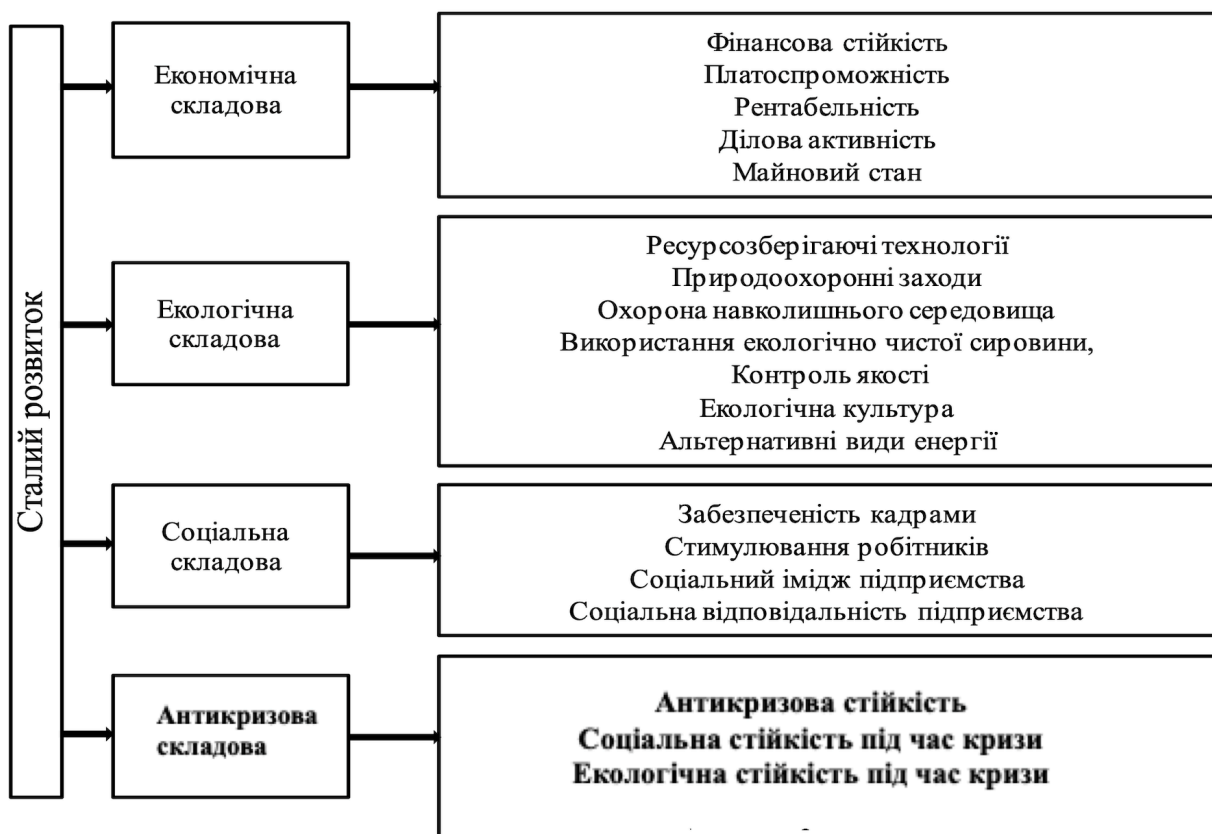 Сталий розвиток
Економічна
складова
Фінансова стійкість
Платоспроможність
Рентабельність
Ділова активність
Майновий стан
Екологічна
складова
Ресурсозберігаючі технології
Природоохоронні заходи
Охорона навколишнього середовища
Використання екологічно чистої сировини,
Контроль якості
Екологічна культура
Альтернативні види енергії
Соціальна
складова
Забезпеченість кадрами
Стимулювання робітників
Соціальний імідж підприємства
Соціальна відповідальність підприємства
Антикризова
складова
Антикризова стійкість
Соціальна стійкість під час кризи
Екологічна стійкість під час кризи